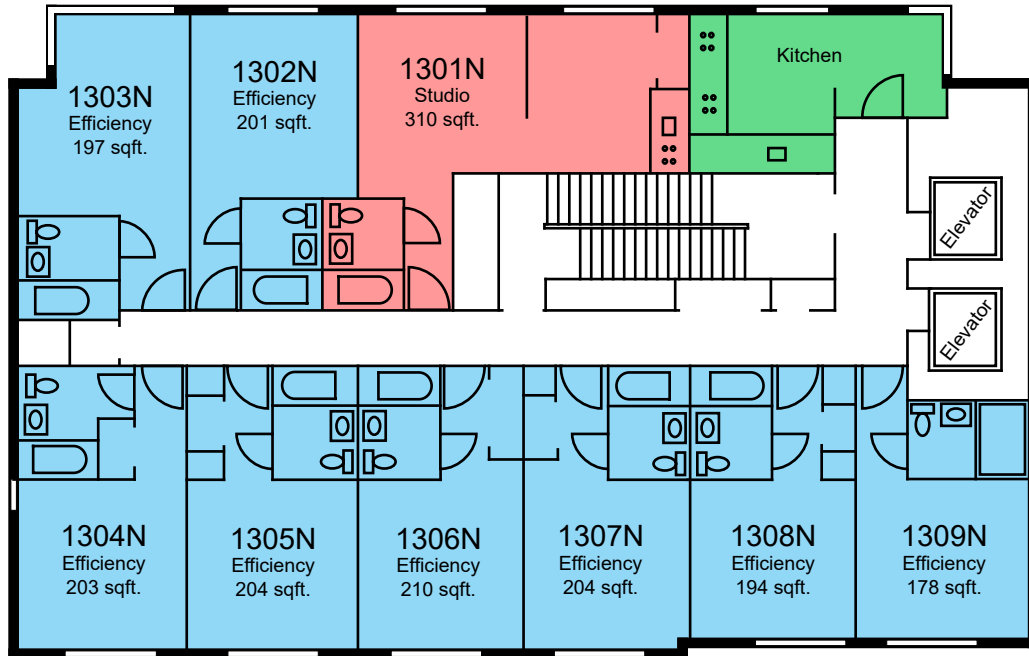 1303N
Efficiency
197 sqft.
1302N
Efficiency
201 sqft.
1301N
Studio
310 sqft.
Kitchen
Elevator
Elevator
1304N
Efficiency
203 sqft.
1305N
Efficiency
204 sqft.
1306N
Efficiency
210 sqft.
1307N
Efficiency
204 sqft.
1308N
Efficiency
194 sqft.
1309N
Efficiency
178 sqft.